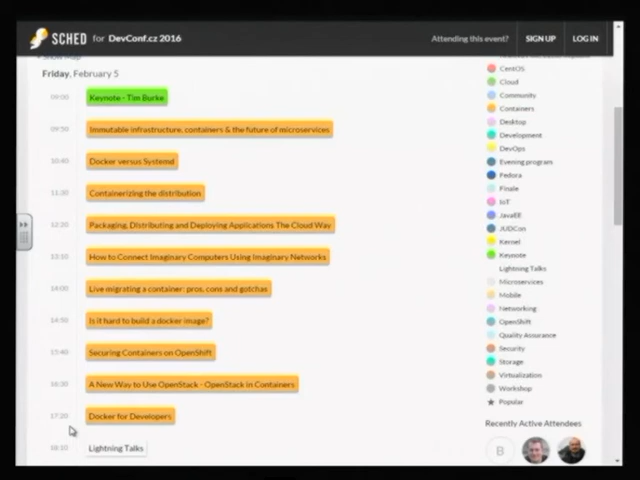 SCHED for DevConf.cz 2016
Attending this event? SIGN UP LOG IN
Friday, February 5
09:00 Keynote - Tim Burke
09:50 Immutable infrastructure, containers & the future of microservices
10:40 Docker versus Systemd
11:30 Containerizing the distribution
12:20 Packaging, Distributing and Deploying Applications The Cloud Way
13:10 How to Connect Imaginary Computers Using Imaginary Networks
14:00 Live migrating a container: pros, cons and gotchas
14:50 Is it hard to build a docker image?
15:40 Securing Containers on OpenShift
16:30 A New Way to Use OpenStack - OpenStack in Containers
17:20 Docker for Developers
18:10 Lightning Talks
CentOS
Cloud
Community
Containers
Desktop
Development
DevOps
Evening program
Fedora
Finale
IoT
JavaEE
JUDCon
Kernel
Keynote
Lightning Talks
Microservices
Mobile
Networking
OpenShift
Quality Assurance
Security
Storage
Virtualization
Workshop
Popular
Recently Active Attendees
B